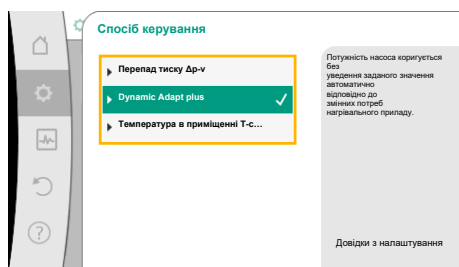 Спосіб керування
Перепад тиску Δp-v
Dynamic Adapt plus
Температура в приміщенні T-c...
Потужність насоса коригується
без
уведення заданого значення
автоматично
відповідно до
змінних потреб
нагрівального приладу.
Довідки з налаштування